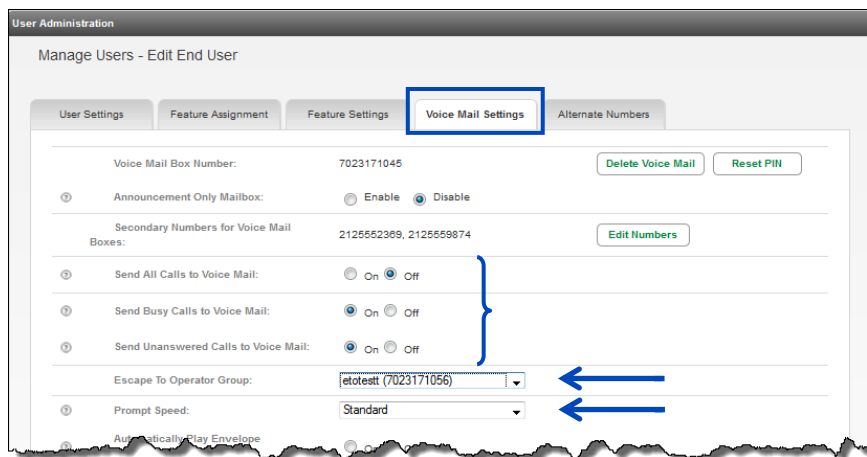 User Administration
Manage Users - Edit End User
User Settings Feature Assignment Feature Settings Voice Mail Settings Alternate Numbers
Voice Mail Box Number: 7023171045 Delete Voice Mail Reset PIN
Announcement Only Mailbox: Enable Disable
Secondary Numbers for Voice Mail
Boxes: 2125552369, 2125559874 Edit Numbers
Send All Calls to Voice Mail: On Off
Send Busy Calls to Voice Mail: On Off
Send Unanswered Calls to Voice Mail: On Off
Escape To Operator Group: etotestt (7023171056)
Prompt Speed: Standard
Automatically Play Envelope